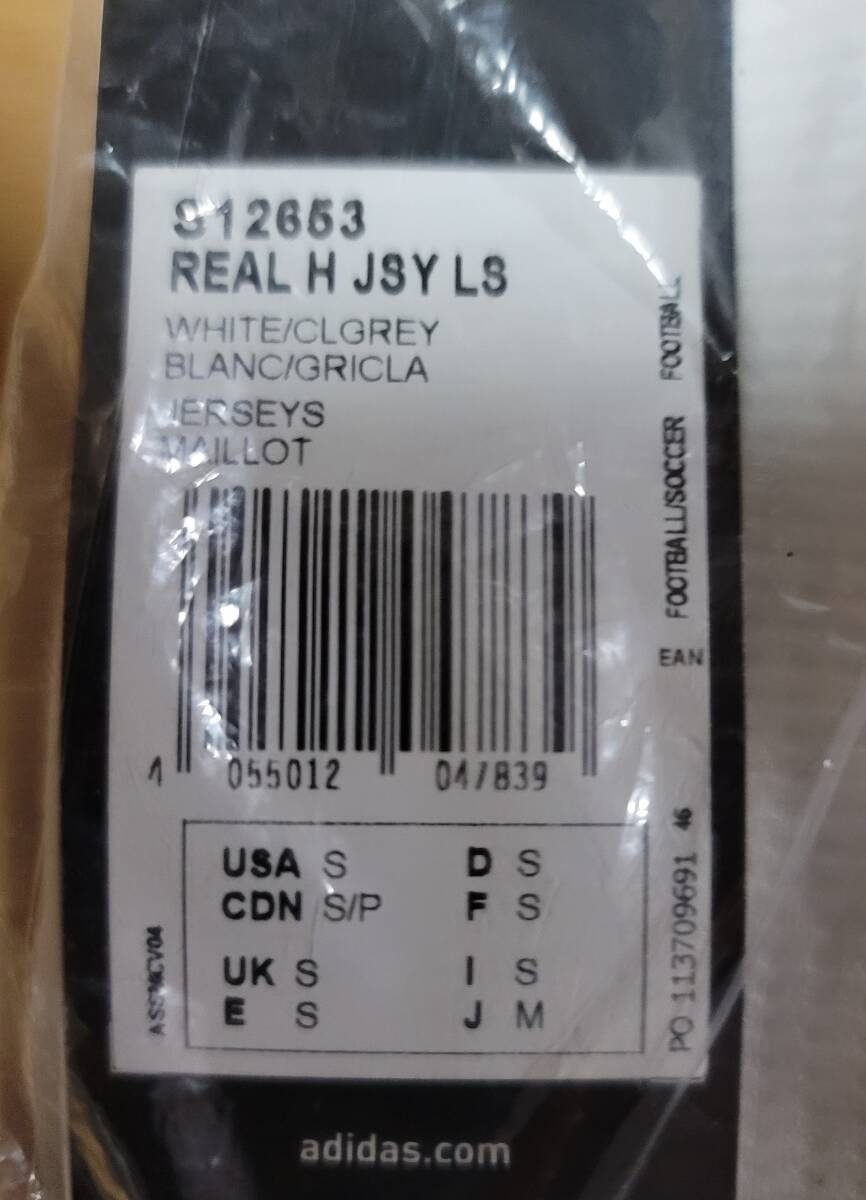 S12653
REAL H JSY LS
WHITE/CLGREY
BLANC/GRICLA
JERSEYS
MAILLOT
FOOTBALL
FOOTBALL/SOCCER
EAN
4 055012 047839
USA S D S
CDN S/P F S
UK S I S
E S J M
PO 113709691 46
adidas.com